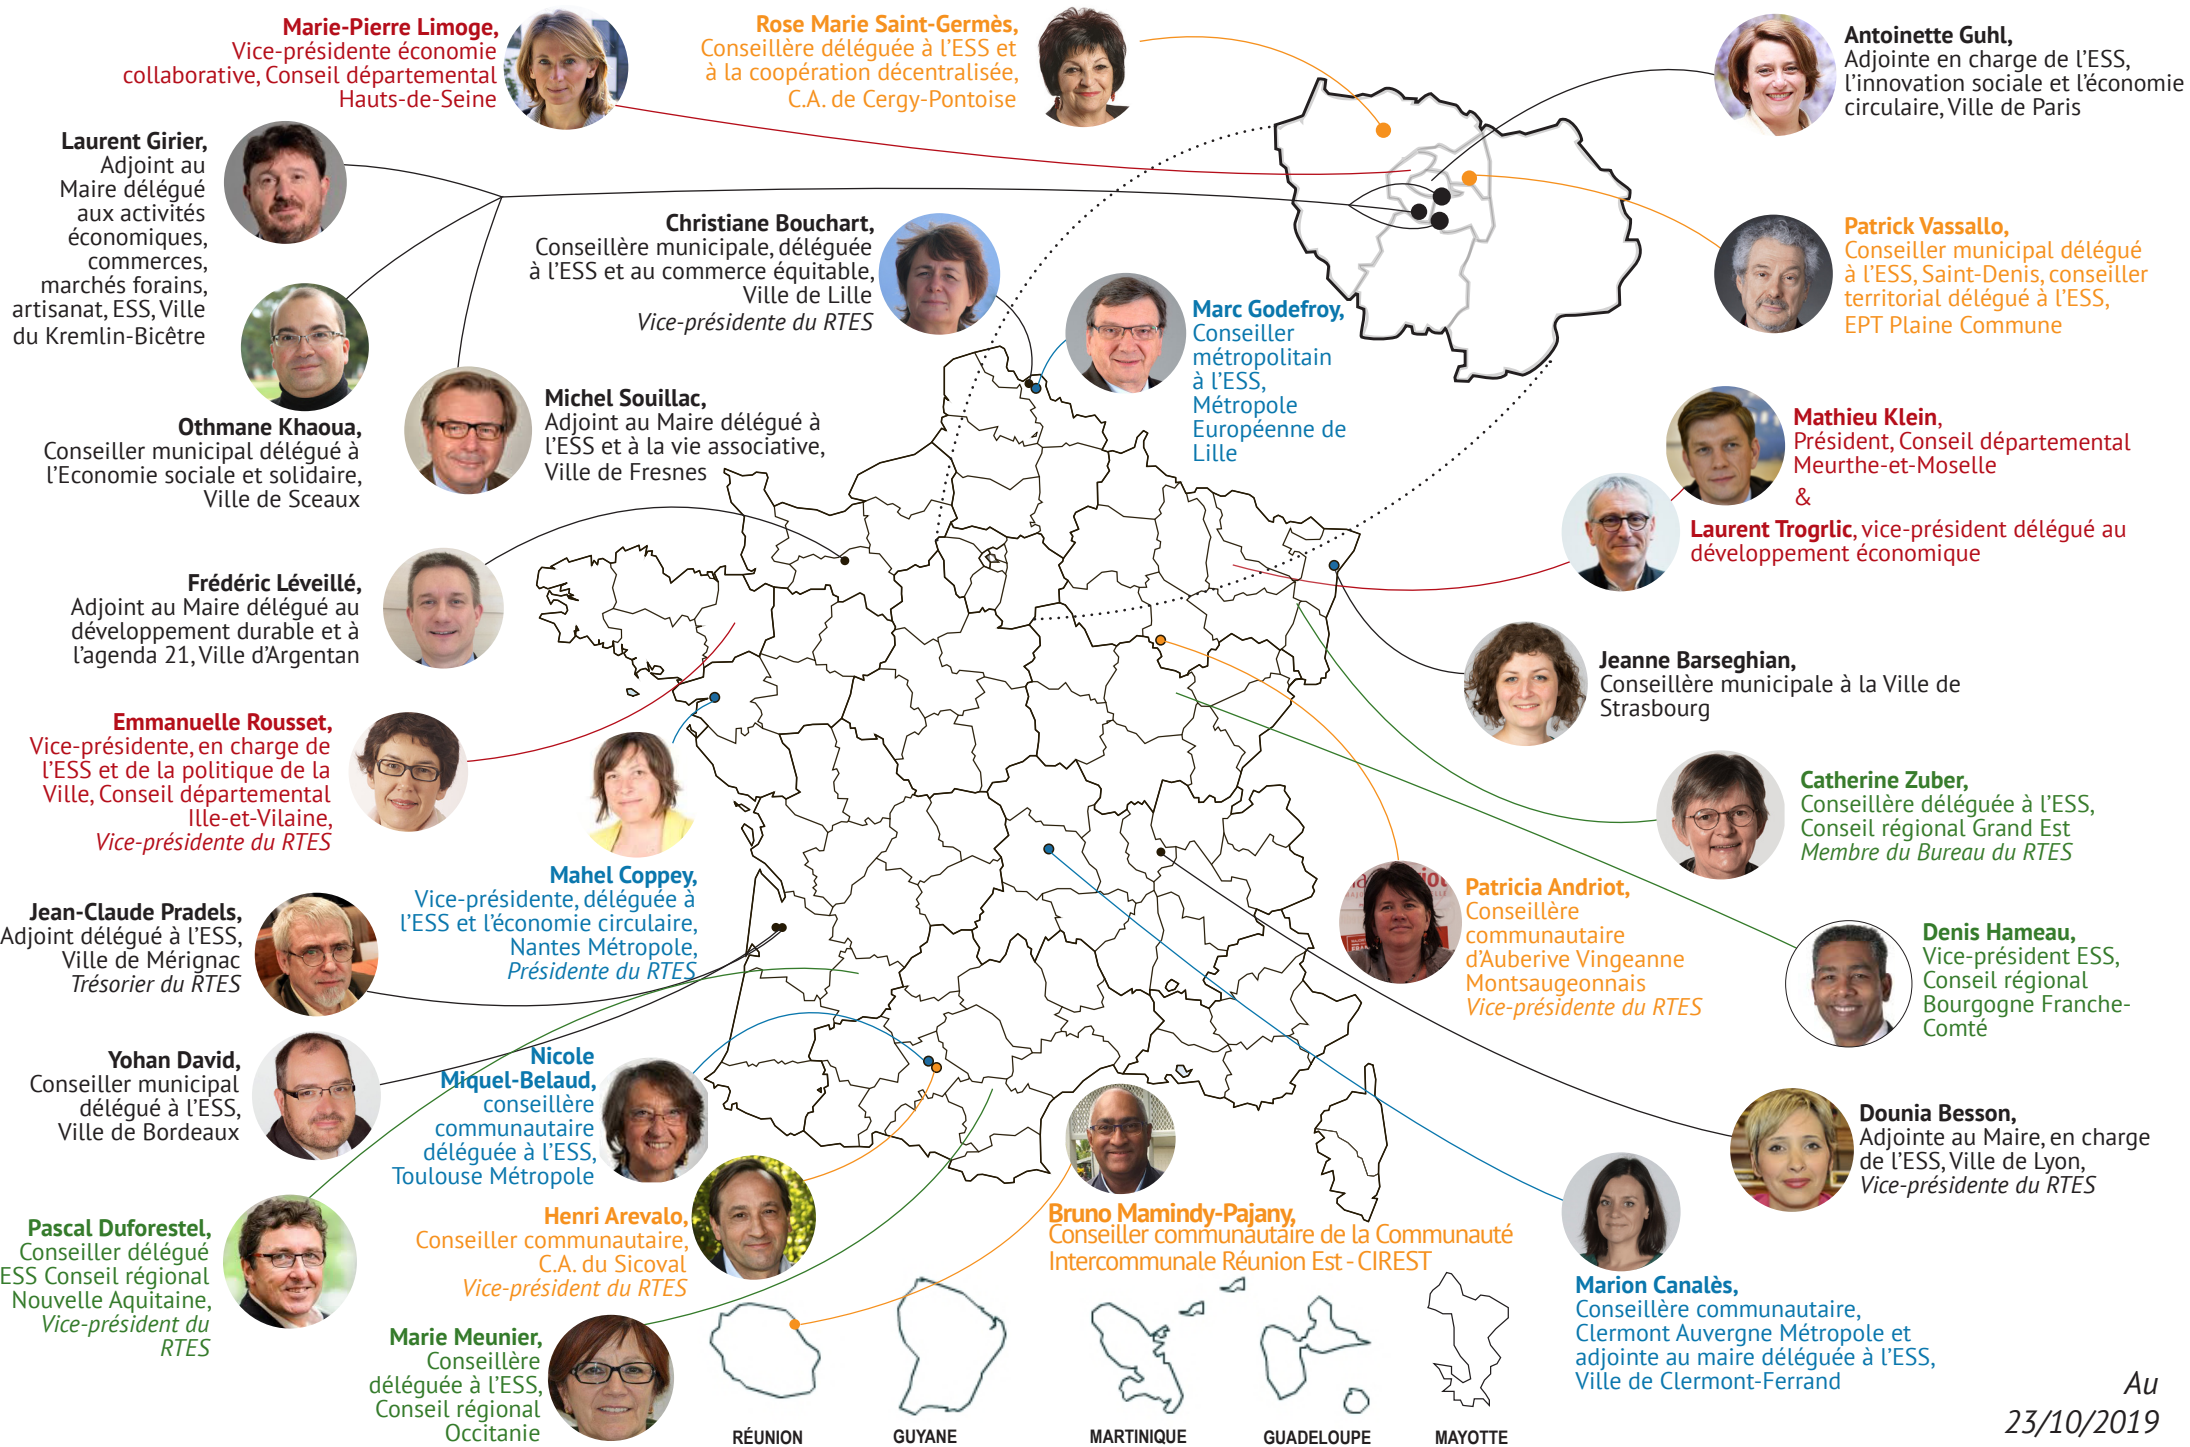 Marie-Pierre Limoge,
Vice-présidente économie
collaborative, Conseil départemental
Hauts-de-Seine
Rose Marie Saint-Germès,
Conseillère déléguée à l'ESS et
à la coopération décentralisée,
C.A. de Cergy-Pontoise
Antoinette Guhl,
Adjointe en charge de l'ESS,
l'innovation sociale et l'économie
circulaire, Ville de Paris
Laurent Girier,
Adjoint au
Maire délégué
aux activités
économiques,
commerces,
marchés forains,
artisanat, ESS, Ville
du Kremlin-Bicêtre
Christiane Bouchart,
Conseillère municipale, déléguée
à l'ESS et au commerce équitable,
Ville de Lille
Vice-présidente du RTES
Marc Godefroy,
Conseiller
métropolitain
à l'ESS,
Métropole
Européenne de
Lille
Patrick Vassallo,
Conseiller municipal délégué
à l'ESS, Saint-Denis, conseiller
territorial délégué à l'ESS,
EPT Plaine Commune
Othmane Khaoua,
Conseiller municipal délégué à
l'Economie sociale et solidaire,
Ville de Sceaux
Michel Souillac,
Adjoint au Maire délégué à
l'ESS et à la vie associative,
Ville de Fresnes
Mathieu Klein,
Président, Conseil départemental
Meurthe-et-Moselle
&
Laurent Trogrlic, vice-président délégué au
développement économique
Frédéric Léveillé,
Adjoint au Maire délégué au
développement durable et à
l'agenda 21, Ville d'Argentan
Jeanne Barseghian,
Conseillère municipale à la Ville de
Strasbourg
Emmanuelle Rousset,
Vice-présidente, en charge de
l'ESS et de la politique de la
Ville, Conseil départemental
Ille-et-Vilaine,
Vice-présidente du RTES
Catherine Zuber,
Conseillère déléguée à l'ESS,
Conseil régional Grand Est
Membre du Bureau du RTES
Mahel Coppey,
Vice-présidente, déléguée à
l'ESS et l'économie circulaire,
Nantes Métropole,
Présidente du RTES
Patricia Andriot,
Conseillère
communautaire
d'Auberive Vingeanne
Montsaugeonnais
Vice-présidente du RTES
Jean-Claude Pradels,
Adjoint délégué à l'ESS,
Ville de Mérignac
Trésorier du RTES
Denis Hameau,
Vice-président ESS,
Conseil régional
Bourgogne Franche-
Comté
Yohan David,
Conseiller municipal
délégué à l'ESS,
Ville de Bordeaux
Nicole
Miquel-Belaud,
conseillère
communautaire
déléguée à l'ESS,
Toulouse Métropole
Dounia Besson,
Adjointe au Maire, en charge
de l'ESS, Ville de Lyon,
Vice-présidente du RTES
Pascal Duforestel,
Conseiller délégué
ESS Conseil régional
Nouvelle Aquitaine,
Vice-président du
RTES
Henri Arevalo,
Conseiller communautaire,
C.A. du Sicoval
Vice-président du RTES
Bruno Mamindy-Pajany,
Conseiller communautaire de la Communauté
Intercommunale Réunion Est - CIREST
Marion Canalès,
Conseillère communautaire,
Clermont Auvergne Métropole et
adjointe au maire déléguée à l'ESS,
Ville de Clermont-Ferrand
Marie Meunier,
Conseillère
déléguée à l'ESS,
Conseil régional
Occitanie
RÉUNION
GUYANE
MARTINIQUE
GUADELOUPE
MAYOTTE
Au
23/10/2019